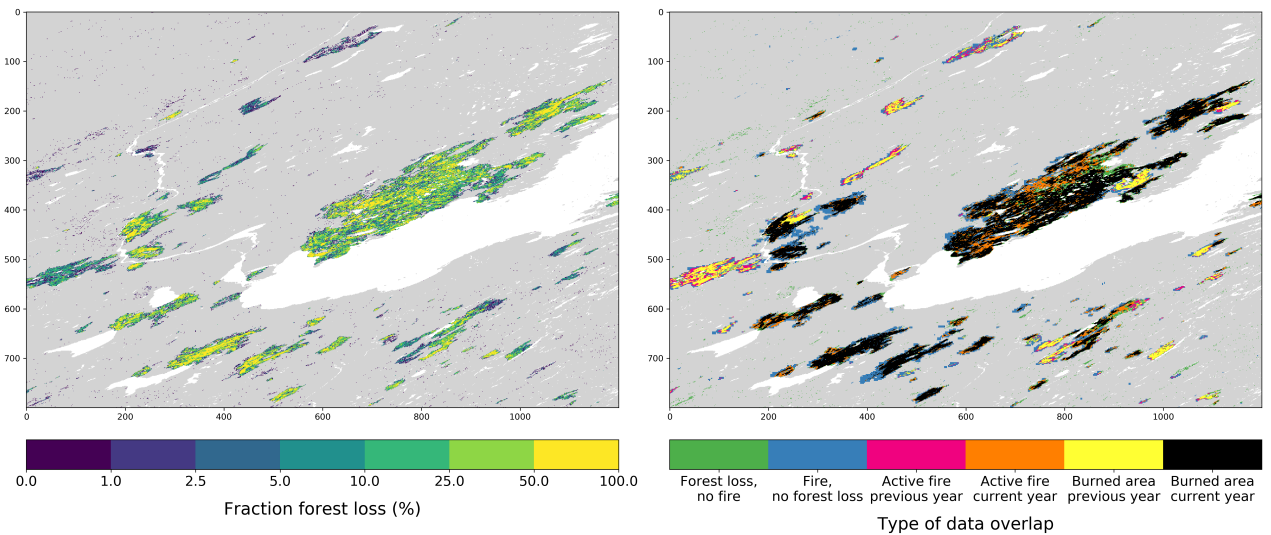 0
100
200
300
400
500
600
700
0 200 400 600 800 1000
0.0 1.0 2.5 5.0 10.0 25.0 50.0 100.0
Fraction forest loss (%)
0
100
200
300
400
500
600
700
0 200 400 600 800 1000
Forest loss, Fire, Active fire Active fire Burned area Burned area
no fire no forest loss previous year current year previous year current year
Type of data overlap